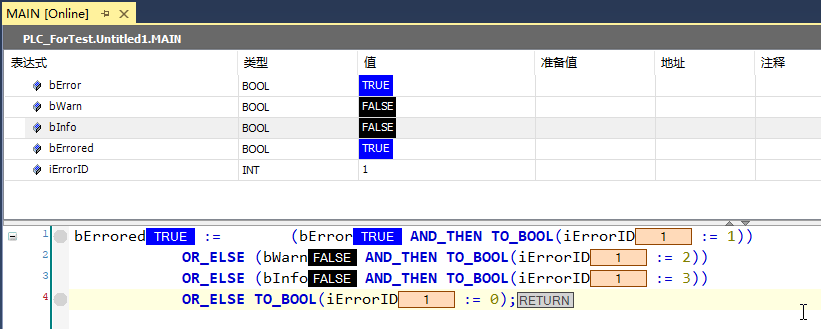 MAIN [Online]
PLC_ForTest.Untitled1.MAIN
表达式 类型 值 准备值 地址 注释
bError BOOL TRUE
bWarn BOOL FALSE
bInfo BOOL FALSE
bErrored BOOL TRUE
iErrorID INT 1
1 bErrored TRUE := (bError TRUE AND_THEN TO_BOOL(iErrorID 1 := 1))
2 OR_ELSE (bWarn FALSE AND_THEN TO_BOOL(iErrorID 1 := 2))
3 OR_ELSE (bInfo FALSE AND_THEN TO_BOOL(iErrorID 1 := 3))
4 OR_ELSE TO_BOOL(iErrorID 1 := 0); RETURN